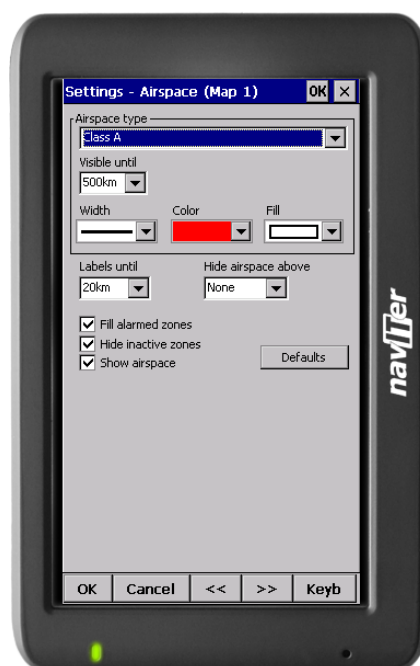 Settings - Airspace (Map 1) OK
Airspace type
Class A
Visible until
500km
Width Color Fill
Labels until Hide airspace above
20km None
Fill alarmed zones
Hide inactive zones
Show airspace
Defaults
OK Cancel << >> Keyb
naviter